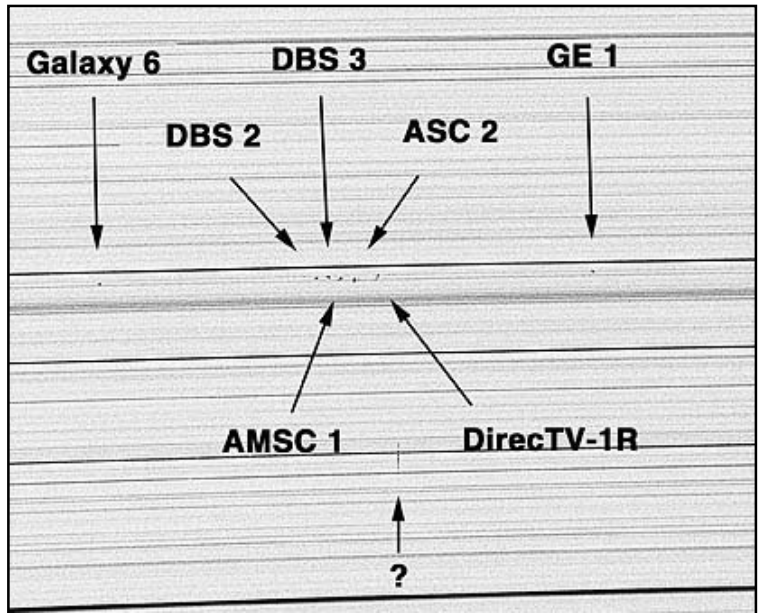 Galaxy 6
DBS 3
GE 1
DBS 2
ASC 2
AMSC 1
DirecTV-1R
?